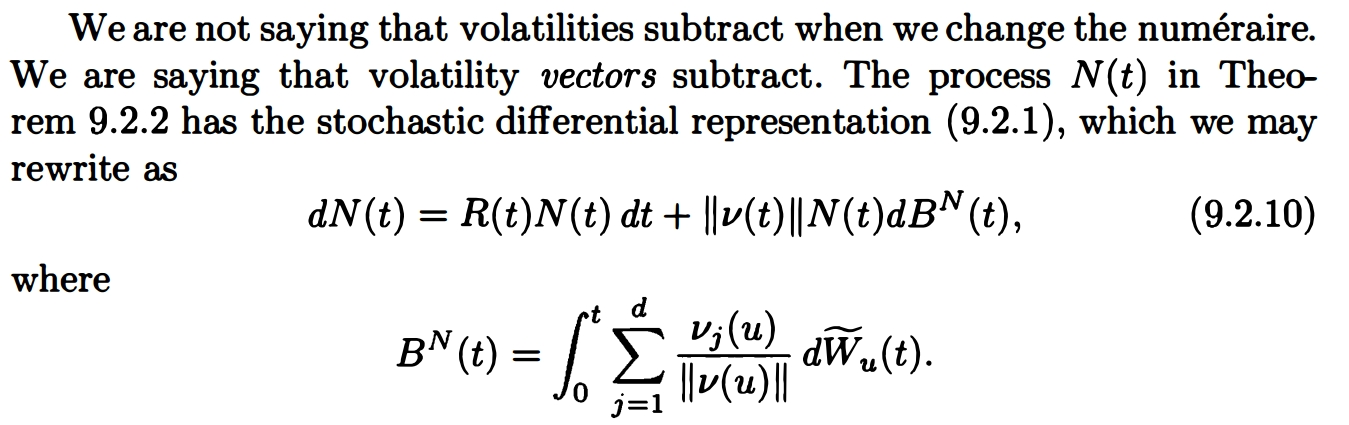 We are not saying that volatilities subtract when we change the numéraire.
We are saying that volatility vectors subtract. The process N(t) in Theo-
rem 9.2.2 has the stochastic differential representation (9.2.1), which we may
rewrite as
dN(t) = R(t)N(t) dt + ||ν(t)||N(t)dB^N(t), (9.2.10)
where
B^N(t) = ∫_0^t ∑_{j=1}^d ν_j(u)/||ν(u)|| dW̃_u(t).